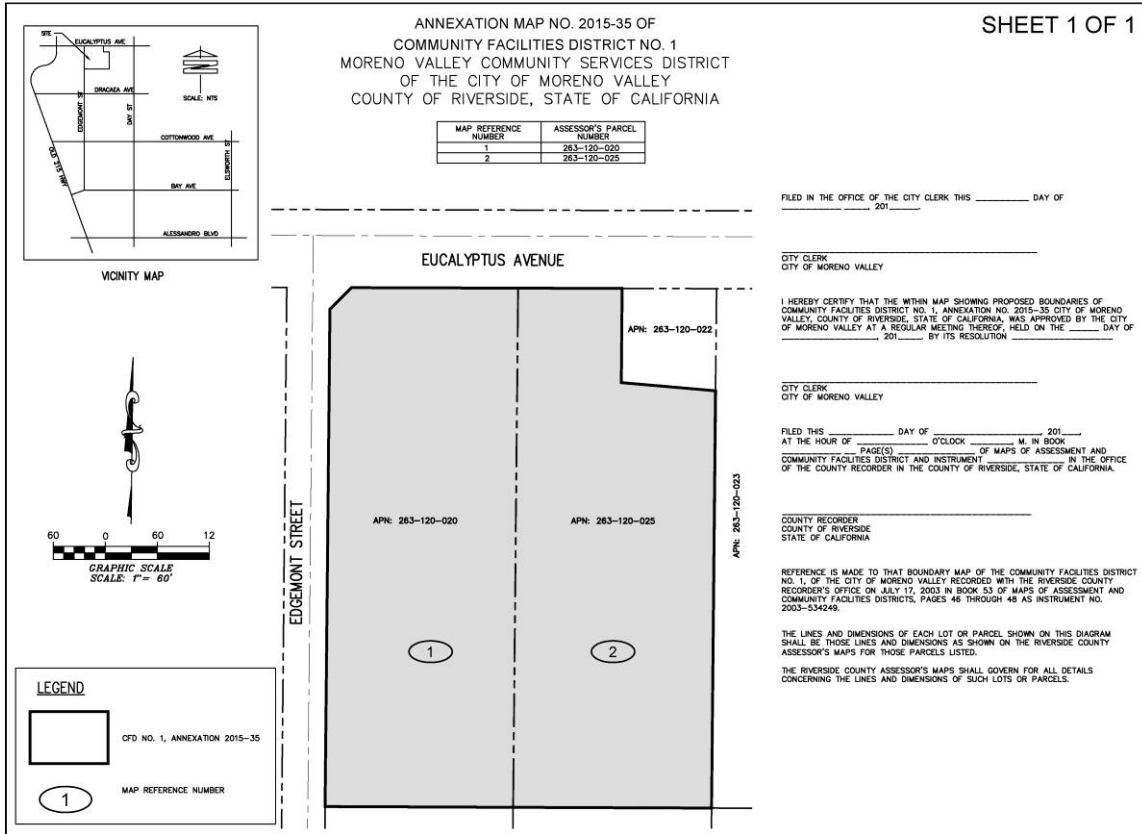 SHEET 1 OF 1
ANNEXATION MAP NO. 2015-35 OF
COMMUNITY FACILITIES DISTRICT NO. 1
MORENO VALLEY COMMUNITY SERVICES DISTRICT
OF THE CITY OF MORENO VALLEY
COUNTY OF RIVERSIDE, STATE OF CALIFORNIA
MAP REFERENCE NUMBER ASSESSOR'S PARCEL NUMBER
1 263-120-020
2 263-120-025
SITE
EUCALYPTUS AVE
SCALE: NTS
DRACAEA AVE
EDGEMONT ST
DAY ST
COTTONWOOD AVE
ELSWORTH ST
OLD 215 HWY
BAY AVE
ALESSANDRO BLVD
VICINITY MAP
60 0 60 12
GRAPHIC SCALE
SCALE: 1"= 60'
LEGEND
CFD NO. 1, ANNEXATION 2015-35
1
MAP REFERENCE NUMBER
EUCALYPTUS AVENUE
EDGEMONT STREET
APN: 263-120-022
APN: 263-120-020
APN: 263-120-025
APN: 263-120-023
1
2
FILED IN THE OFFICE OF THE CITY CLERK THIS ________ DAY OF
____________ ____, 201_____.
CITY CLERK
CITY OF MORENO VALLEY
I HEREBY CERTIFY THAT THE WITHIN MAP SHOWING PROPOSED BOUNDARIES OF
COMMUNITY FACILITIES DISTRICT NO. 1, ANNEXATION NO. 2015-35 CITY OF MORENO
VALLEY, COUNTY OF RIVERSIDE, STATE OF CALIFORNIA, WAS APPROVED BY THE CITY
OF MORENO VALLEY AT A REGULAR MEETING THEREOF, HELD ON THE _____ DAY OF
________________, 201____. BY ITS RESOLUTION _________________
CITY CLERK
CITY OF MORENO VALLEY
FILED THIS ___________ DAY OF __________________, 201___,
AT THE HOUR OF ____________ O'CLOCK _______, M. IN BOOK
____________ __ PAGE(S) _____________ OF MAPS OF ASSESSMENT AND
COMMUNITY FACILITIES DISTRICT AND INSTRUMENT _____________ IN THE OFFICE
OF THE COUNTY RECORDER IN THE COUNTY OF RIVERSIDE, STATE OF CALIFORNIA.
COUNTY RECORDER
COUNTY OF RIVERSIDE
STATE OF CALIFORNIA
REFERENCE IS MADE TO THAT BOUNDARY MAP OF THE COMMUNITY FACILITIES DISTRICT
NO. 1, OF THE CITY OF MORENO VALLEY RECORDED WITH THE RIVERSIDE COUNTY
RECORDER'S OFFICE ON JULY 17, 2003 IN BOOK 53 OF MAPS OF ASSESSMENT AND
COMMUNITY FACILITIES DISTRICTS, PAGES 46 THROUGH 48 AS INSTRUMENT NO.
2003-534249.
THE LINES AND DIMENSIONS OF EACH LOT OR PARCEL SHOWN ON THIS DIAGRAM
SHALL BE THOSE LINES AND DIMENSIONS AS SHOWN ON THE RIVERSIDE COUNTY
ASSESSOR'S MAPS FOR THOSE PARCELS LISTED.
THE RIVERSIDE COUNTY ASSESSOR'S MAPS SHALL GOVERN FOR ALL DETAILS
CONCERNING THE LINES AND DIMENSIONS OF SUCH LOTS OR PARCELS.